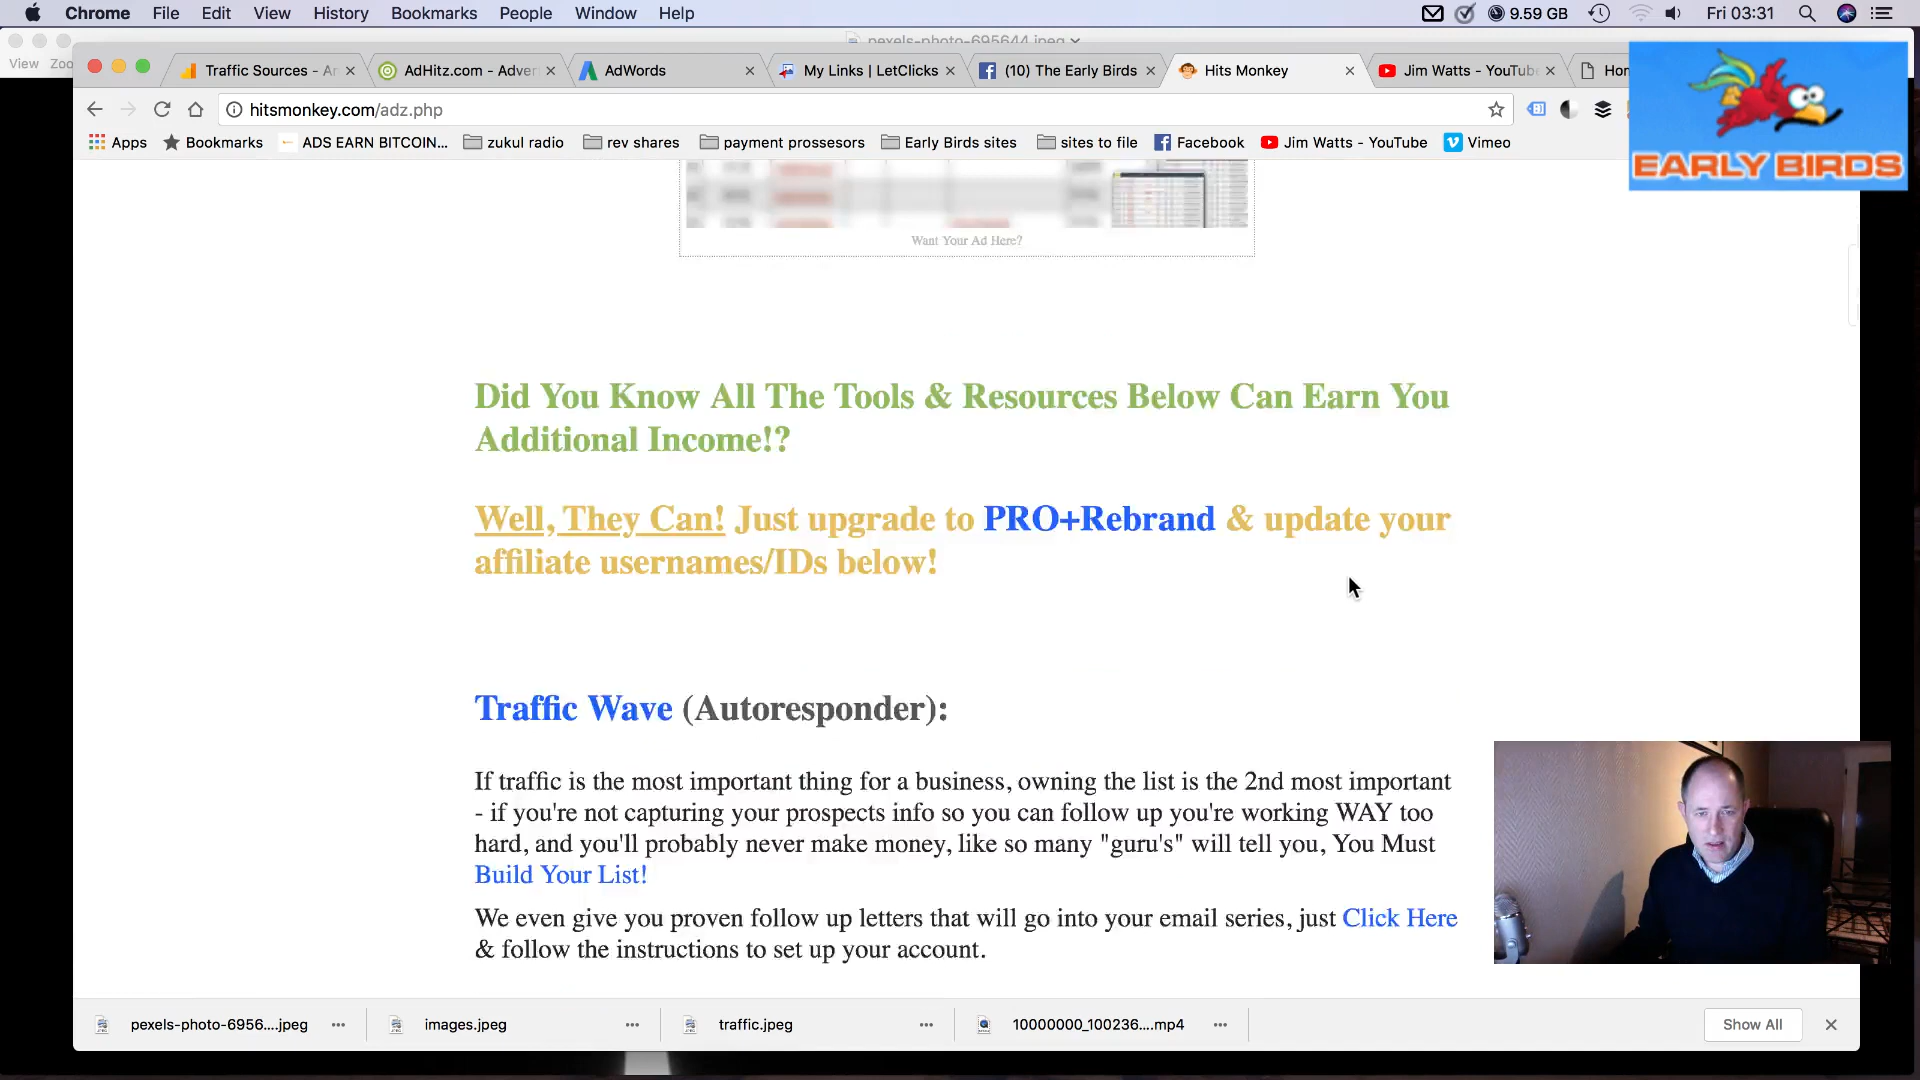 Chrome File Edit View History Bookmarks People Window Help 9.59 GB Fri 03:31
pexels-photo-695644.jpeg
View Zoo
Traffic Sources - An AdHitz.com - Adver AdWords My Links | LetClicks (10) The Early Birds Hits Monkey Jim Watts - YouTube Hom
hitsmonkey.com/adz.php
Apps Bookmarks ADS EARN BITCOIN... zukul radio rev shares payment prossesors Early Birds sites sites to file Facebook Jim Watts - YouTube Vimeo
EARLY BIRDS
Want Your Ad Here?
Did You Know All The Tools & Resources Below Can Earn You
Additional Income!?
Well, They Can! Just upgrade to PRO+Rebrand & update your
affiliate usernames/IDs below!
Traffic Wave (Autoresponder):
If traffic is the most important thing for a business, owning the list is the 2nd most important
- if you're not capturing your prospects info so you can follow up you're working WAY too
hard, and you'll probably never make money, like so many "guru's" will tell you, You Must
Build Your List!
We even give you proven follow up letters that will go into your email series, just Click Here
& follow the instructions to set up your account.
pexels-photo-6956....jpeg images.jpeg traffic.jpeg 10000000_100236....mp4 Show All